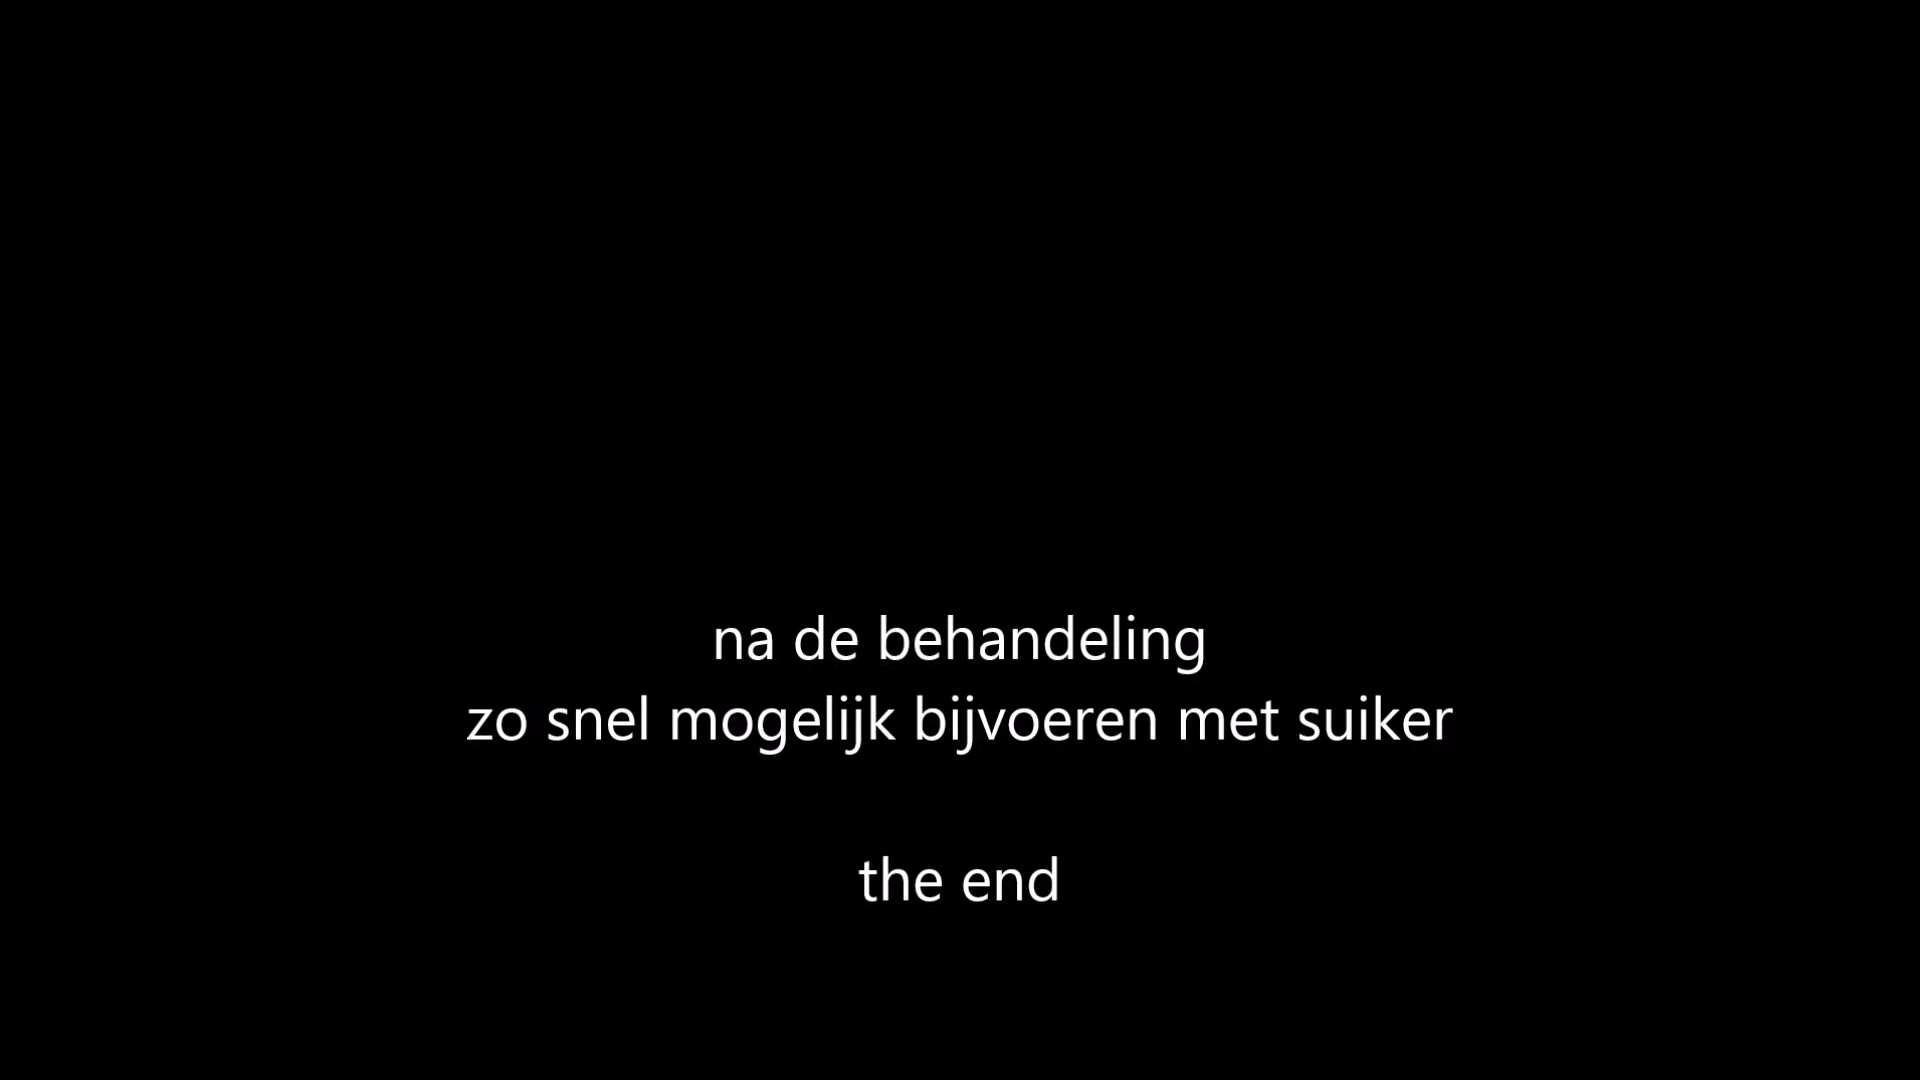 na de behandeling
zo snel mogelijk bijvoeren met suiker
the end